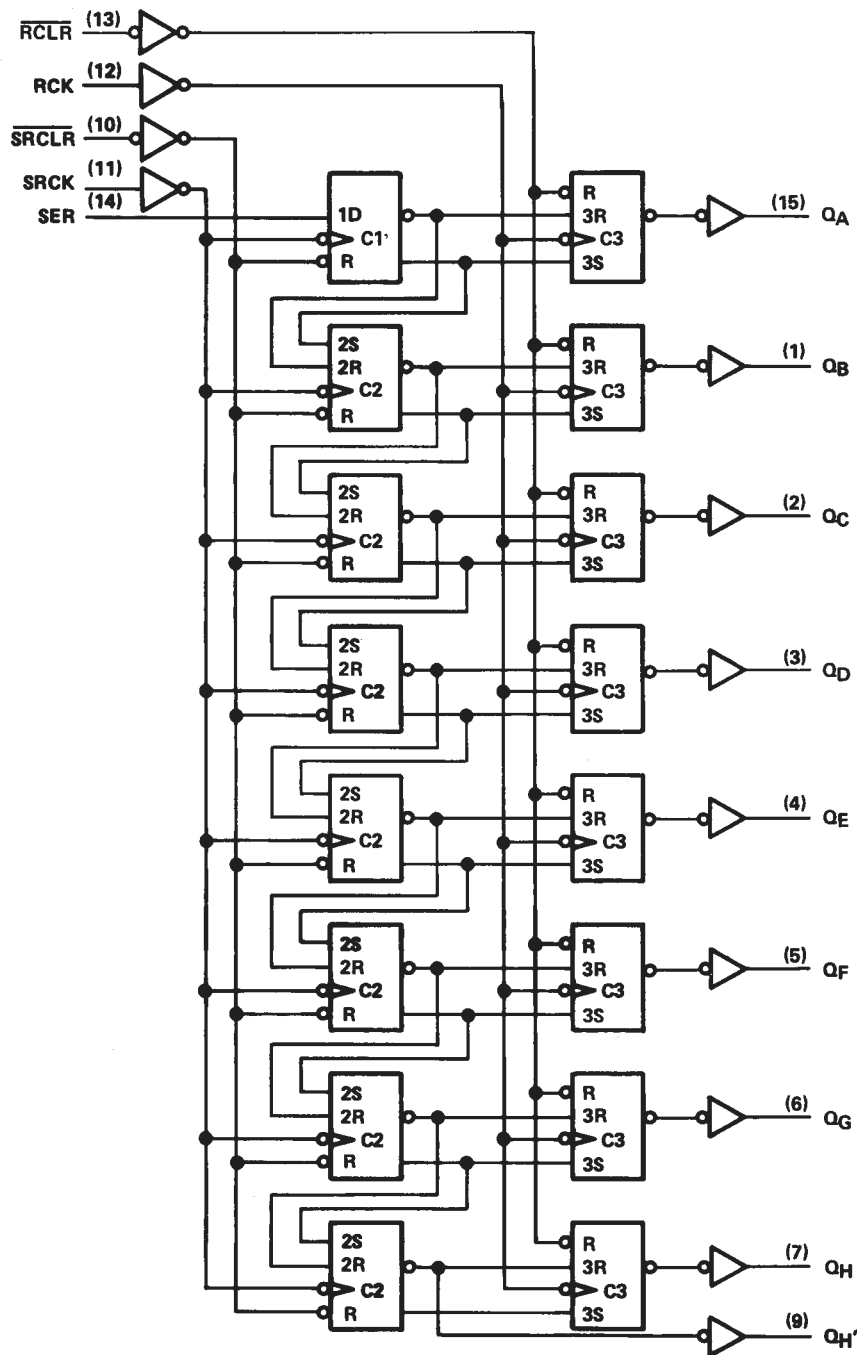 RCLR (13)
RCK (12)
SRCLR (10)
SRCK (11)
SER (14)
1D
C1
R
R
3R
C3
3S
(15) QA
2S
2R
C2
R
R
3R
C3
3S
(1) QB
2S
2R
C2
R
R
3R
C3
3S
(2) QC
2S
2R
C2
R
R
3R
C3
3S
(3) QD
2S
2R
C2
R
R
3R
C3
3S
(4) QE
2S
2R
C2
R
R
3R
C3
3S
(5) QF
2S
2R
C2
R
R
3R
C3
3S
(6) QG
2S
2R
C2
R
R
3R
C3
3S
(7) QH
(9) QH'